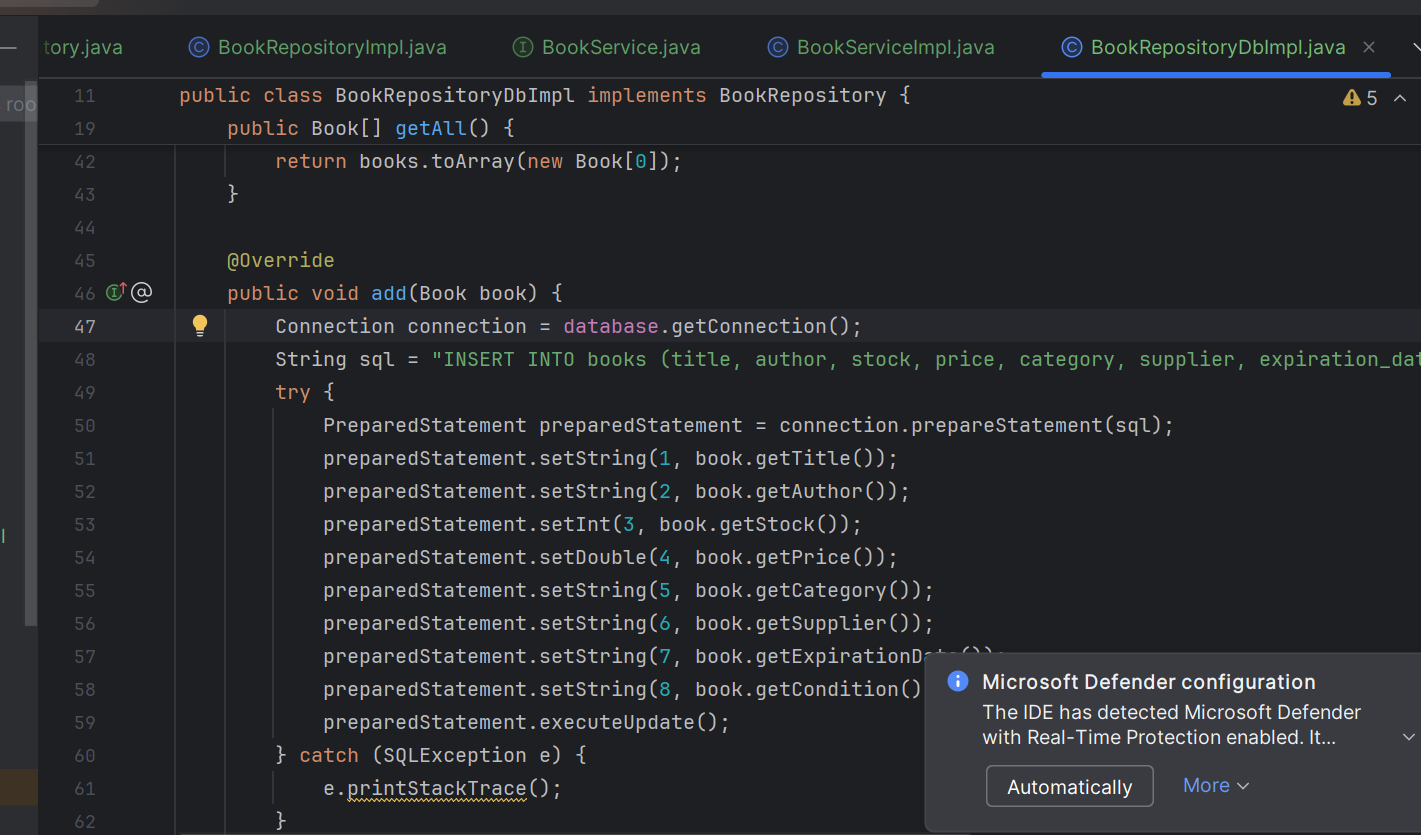 tory.java BookRepositoryImpl.java BookService.java BookServiceImpl.java BookRepositoryDbImpl.java
roo
11 public class BookRepositoryDbImpl implements BookRepository { 5
19 public Book[] getAll() {
42 return books.toArray(new Book[0]);
43 }
44
45 @Override
46 public void add(Book book) {
47 Connection connection = database.getConnection();
48 String sql = "INSERT INTO books (title, author, stock, price, category, supplier, expiration_dat
49 try {
50 PreparedStatement preparedStatement = connection.prepareStatement(sql);
51 preparedStatement.setString(1, book.getTitle());
52 preparedStatement.setString(2, book.getAuthor());
53 preparedStatement.setInt(3, book.getStock());
54 preparedStatement.setDouble(4, book.getPrice());
55 preparedStatement.setString(5, book.getCategory());
56 preparedStatement.setString(6, book.getSupplier());
57 preparedStatement.setString(7, book.getExpirationDate());
58 preparedStatement.setString(8, book.getCondition()
59 preparedStatement.executeUpdate();
60 } catch (SQLException e) {
61 e.printStackTrace();
62 }
Microsoft Defender configuration
The IDE has detected Microsoft Defender
with Real-Time Protection enabled. It...
Automatically More